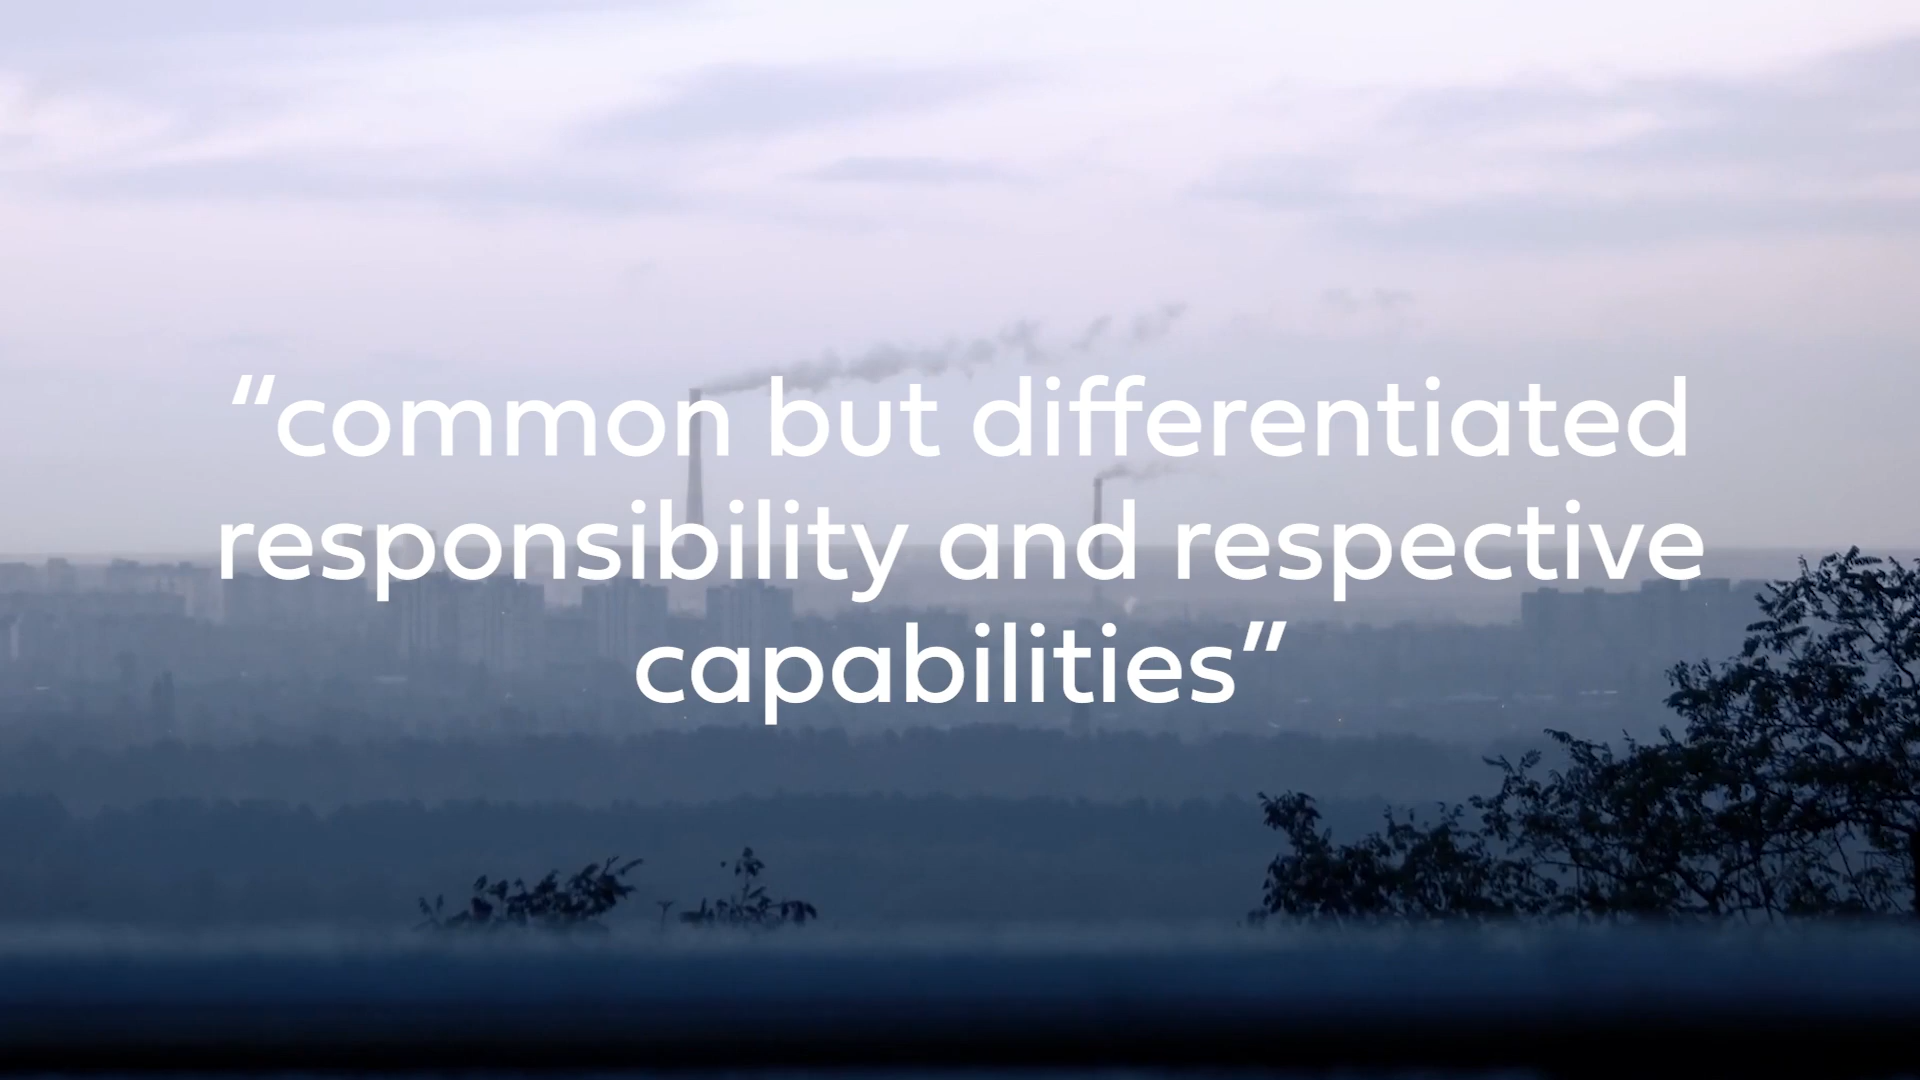 “common but differentiated
responsibility and respective
capabilities”